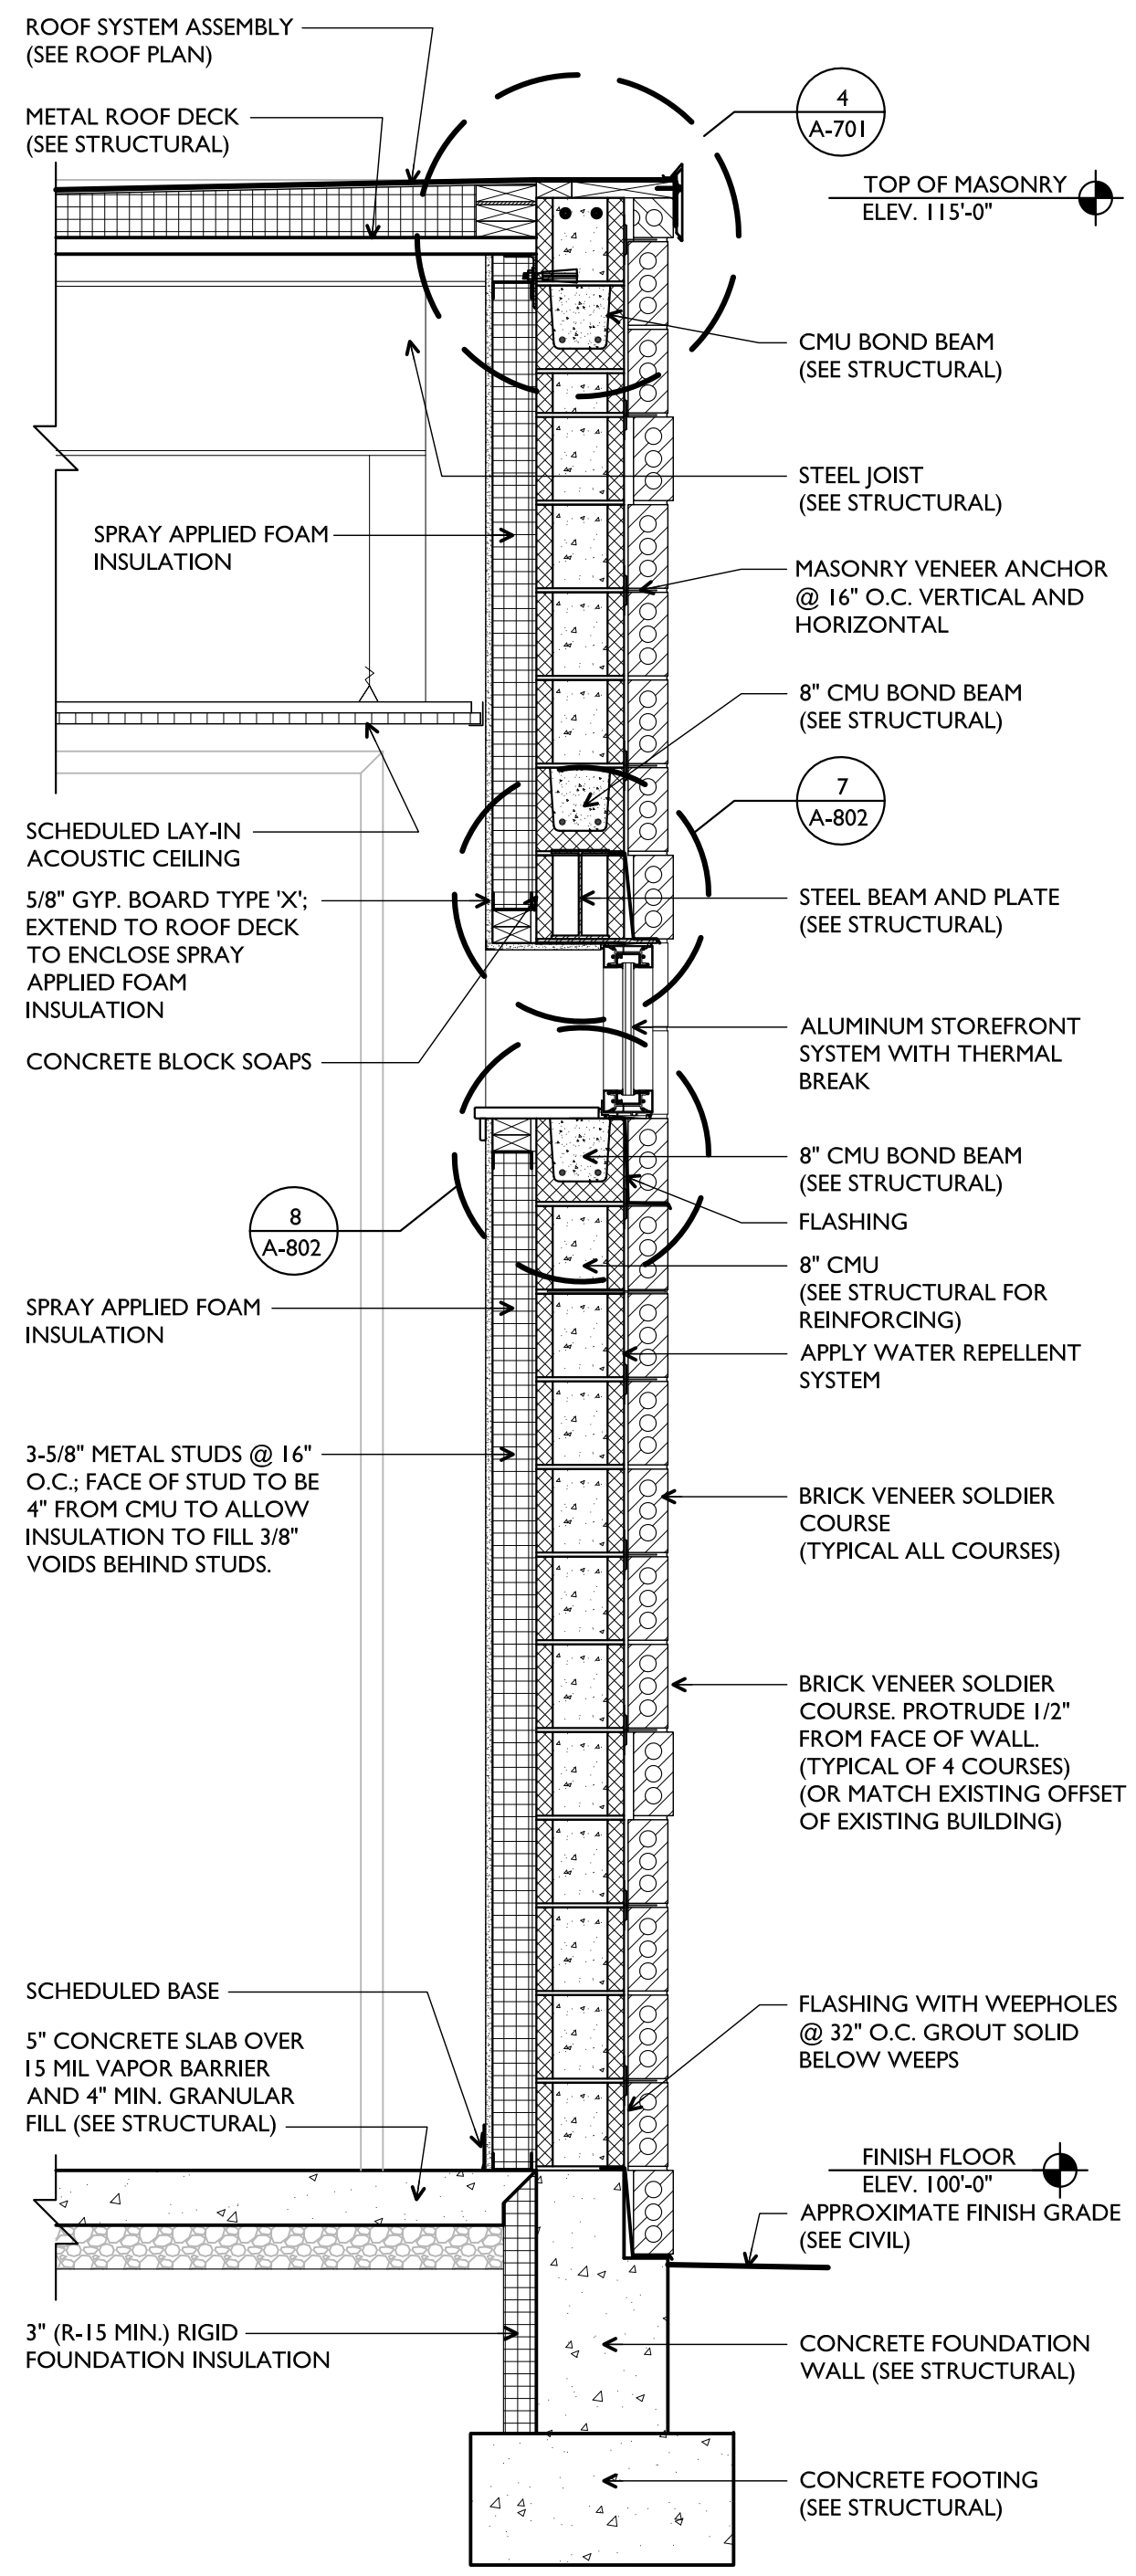 ROOF SYSTEM ASSEMBLY
(SEE ROOF PLAN)
METAL ROOF DECK
(SEE STRUCTURAL)
4
A-701
TOP OF MASONRY
ELEV. 115'-0"
CMU BOND BEAM
(SEE STRUCTURAL)
STEEL JOIST
(SEE STRUCTURAL)
SPRAY APPLIED FOAM
INSULATION
MASONRY VENEER ANCHOR
@ 16" O.C. VERTICAL AND
HORIZONTAL
8" CMU BOND BEAM
(SEE STRUCTURAL)
7
A-802
SCHEDULED LAY-IN
ACOUSTIC CEILING
5/8" GYP. BOARD TYPE 'X';
EXTEND TO ROOF DECK
TO ENCLOSE SPRAY
APPLIED FOAM
INSULATION
STEEL BEAM AND PLATE
(SEE STRUCTURAL)
CONCRETE BLOCK SOAPS
ALUMINUM STOREFRONT
SYSTEM WITH THERMAL
BREAK
8" CMU BOND BEAM
(SEE STRUCTURAL)
FLASHING
8
A-802
8" CMU
(SEE STRUCTURAL FOR
REINFORCING)
SPRAY APPLIED FOAM
INSULATION
APPLY WATER REPELLENT
SYSTEM
3-5/8" METAL STUDS @ 16"
O.C.; FACE OF STUD TO BE
4" FROM CMU TO ALLOW
INSULATION TO FILL 3/8"
VOIDS BEHIND STUDS.
BRICK VENEER SOLDIER
COURSE
(TYPICAL ALL COURSES)
BRICK VENEER SOLDIER
COURSE. PROTRUDE 1/2"
FROM FACE OF WALL.
(TYPICAL OF 4 COURSES)
(OR MATCH EXISTING OFFSET
OF EXISTING BUILDING)
SCHEDULED BASE
5" CONCRETE SLAB OVER
15 MIL VAPOR BARRIER
AND 4" MIN. GRANULAR
FILL (SEE STRUCTURAL)
FLASHING WITH WEEPHOLES
@ 32" O.C. GROUT SOLID
BELOW WEEPS
FINISH FLOOR
ELEV. 100'-0"
APPROXIMATE FINISH GRADE
(SEE CIVIL)
3" (R-15 MIN.) RIGID
FOUNDATION INSULATION
CONCRETE FOUNDATION
WALL (SEE STRUCTURAL)
CONCRETE FOOTING
(SEE STRUCTURAL)